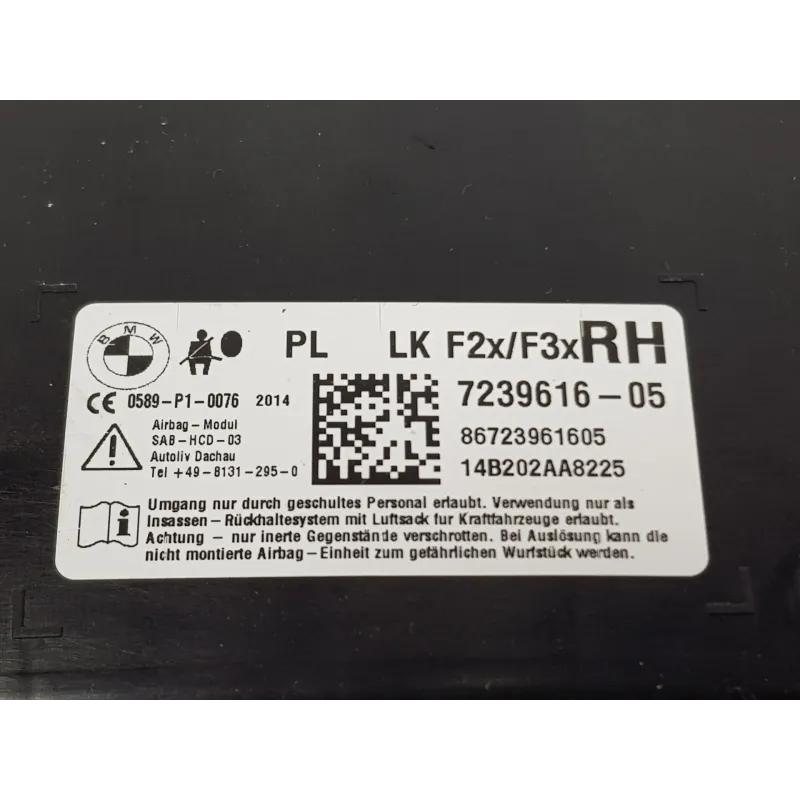 BMW
PL LK F2x/F3x RH
CE 0589-P1-0076 2014
7239616-05
Airbag-Modul
SAB-HCD-03
Autoliv Dachau
Tel +49-8131-295-0
86723961605
14B202AA8225
Umgang nur durch geschultes Personal erlaubt. Verwendung nur als
Insassen-Rückhaltesystem mit Luftsack fur Kraftfahrzeuge erlaubt.
Achtung - nur inerte Gegenstände verschrotten. Bei Auslösung kann die
nicht montierte Airbag-Einheit zum gefährlichen Wurfstück werden.